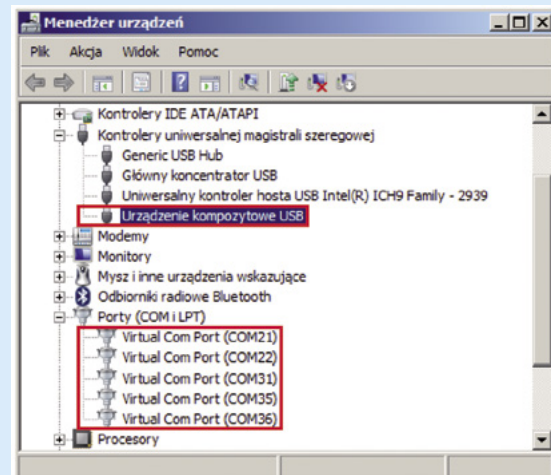 Menedżer urządzeń
Plik Akcja Widok Pomoc
Kontrolery IDE ATA/ATAPI
Kontrolery uniwersalnej magistrali szeregowej
Generic USB Hub
Główny koncentrator USB
Uniwersalny kontroler hosta USB Intel(R) ICH9 Family - 2939
Urządzenie kompozytowe USB
Modemy
Monitory
Mysz i inne urządzenia wskazujące
Odbiorniki radiowe Bluetooth
Porty (COM i LPT)
Virtual Com Port (COM21)
Virtual Com Port (COM22)
Virtual Com Port (COM31)
Virtual Com Port (COM35)
Virtual Com Port (COM36)
Procesory